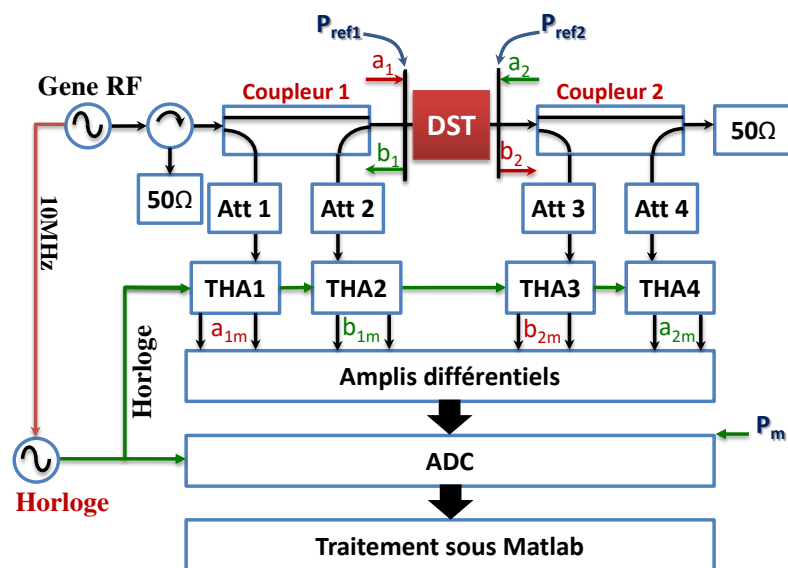 Pref1
Pref2
a1
a2
Gene RF
Coupleur 1
Coupleur 2
DST
50Ω
b1
b2
50Ω
Att 1
Att 2
Att 3
Att 4
10MHz
THA1
THA2
THA3
THA4
a1m
b1m
b2m
a2m
Horloge
Amplis différentiels
Pm
ADC
Horloge
Traitement sous Matlab